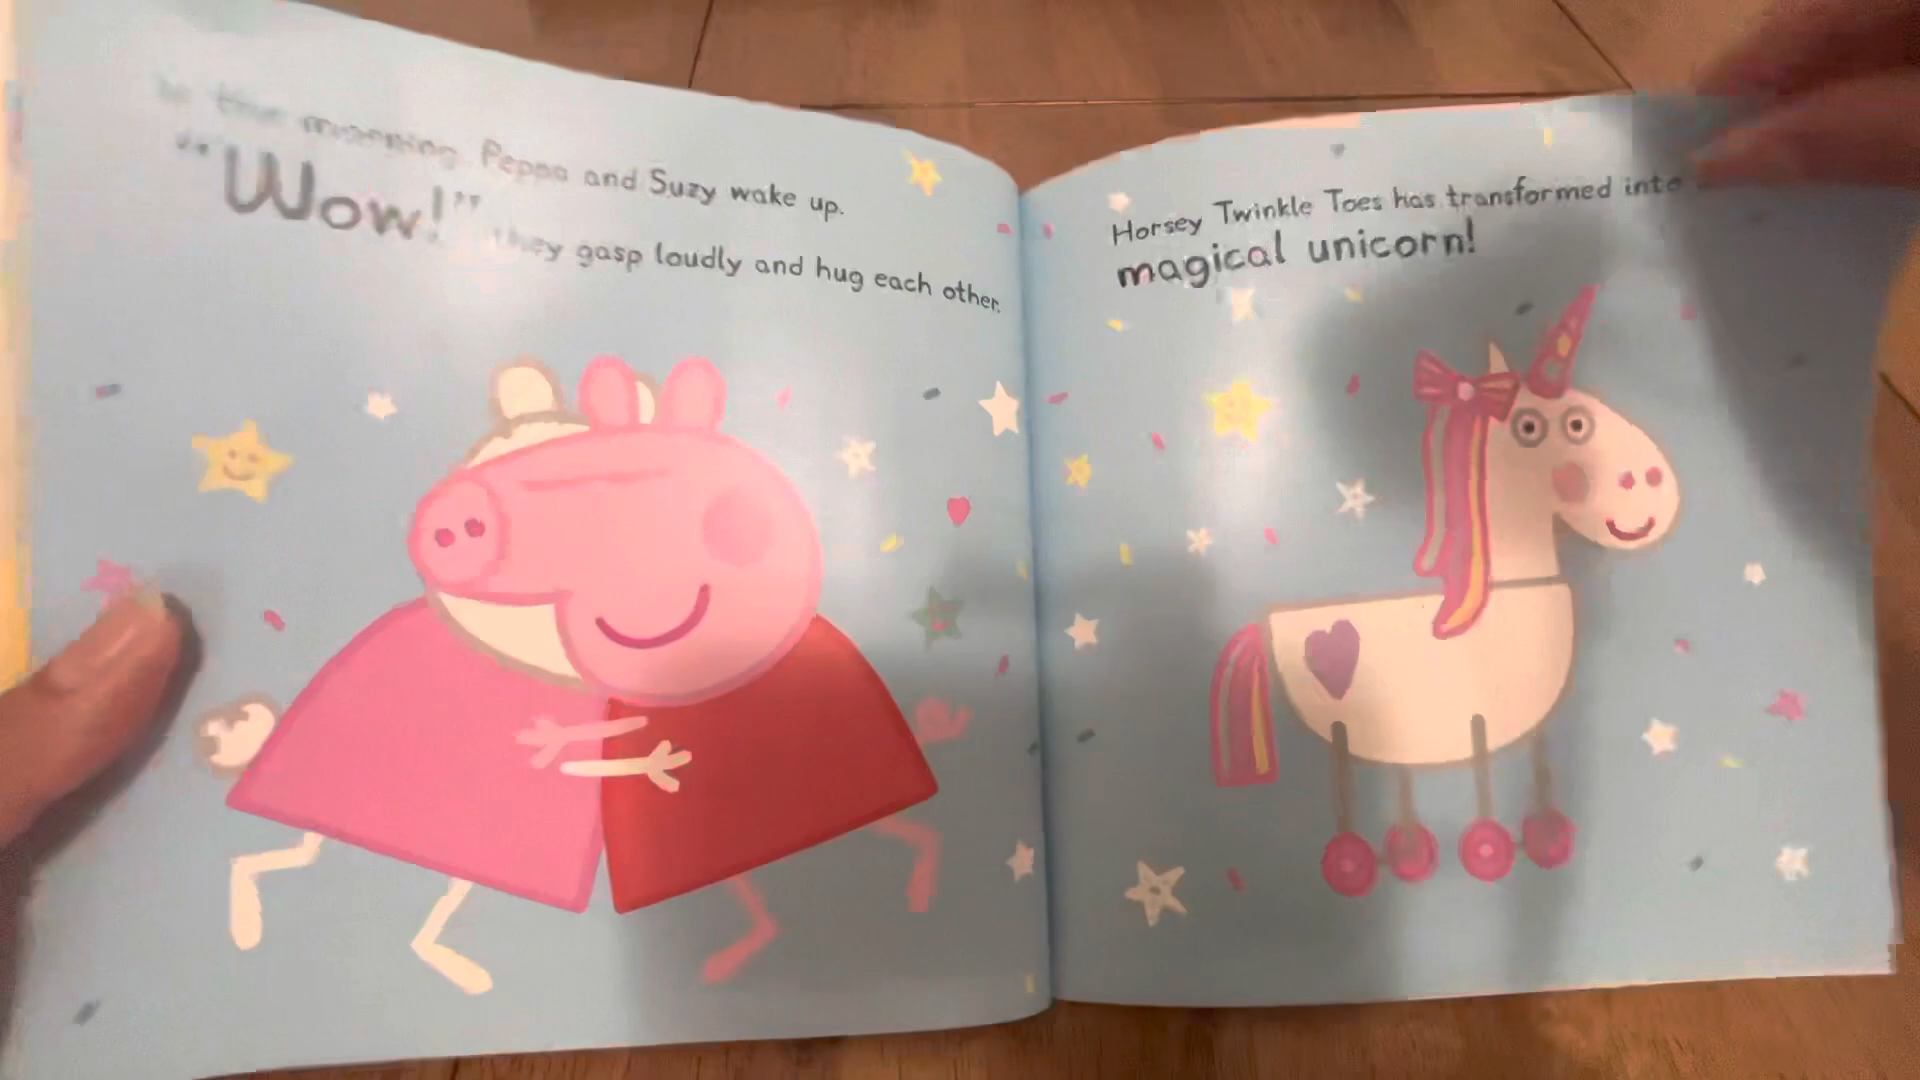 In the morning Peppa and Suzy wake up.
"Wow!" they gasp loudly and hug each other.
Horsey Twinkle Toes has transformed into
magical unicorn!